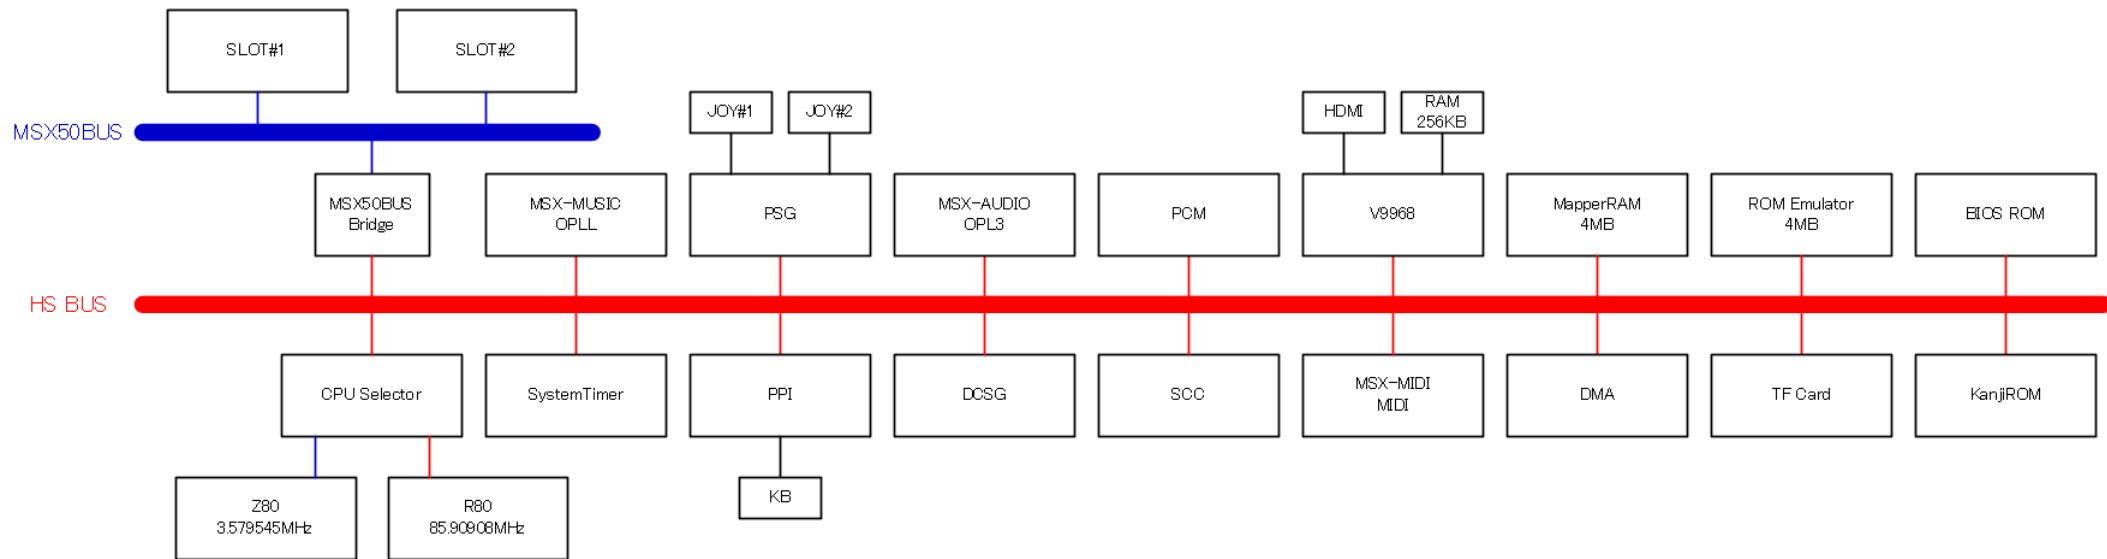 SLOT#1
SLOT#2
MSX50BUS
JOY#1
JOY#2
HDMI
RAM
256KB
MSX50BUS
Bridge
MSX-MUSIC
OPLL
PSG
MSX-AUDIO
OPL3
PCM
V9968
MapperRAM
4MB
ROM Emulator
4MB
BIOS ROM
HS BUS
CPU Selector
SystemTimer
PPI
DCSG
SCC
MSX-MIDI
MIDI
DMA
TF Card
KanjiROM
Z80
3.579545MHz
R80
85.90908MHz
KB